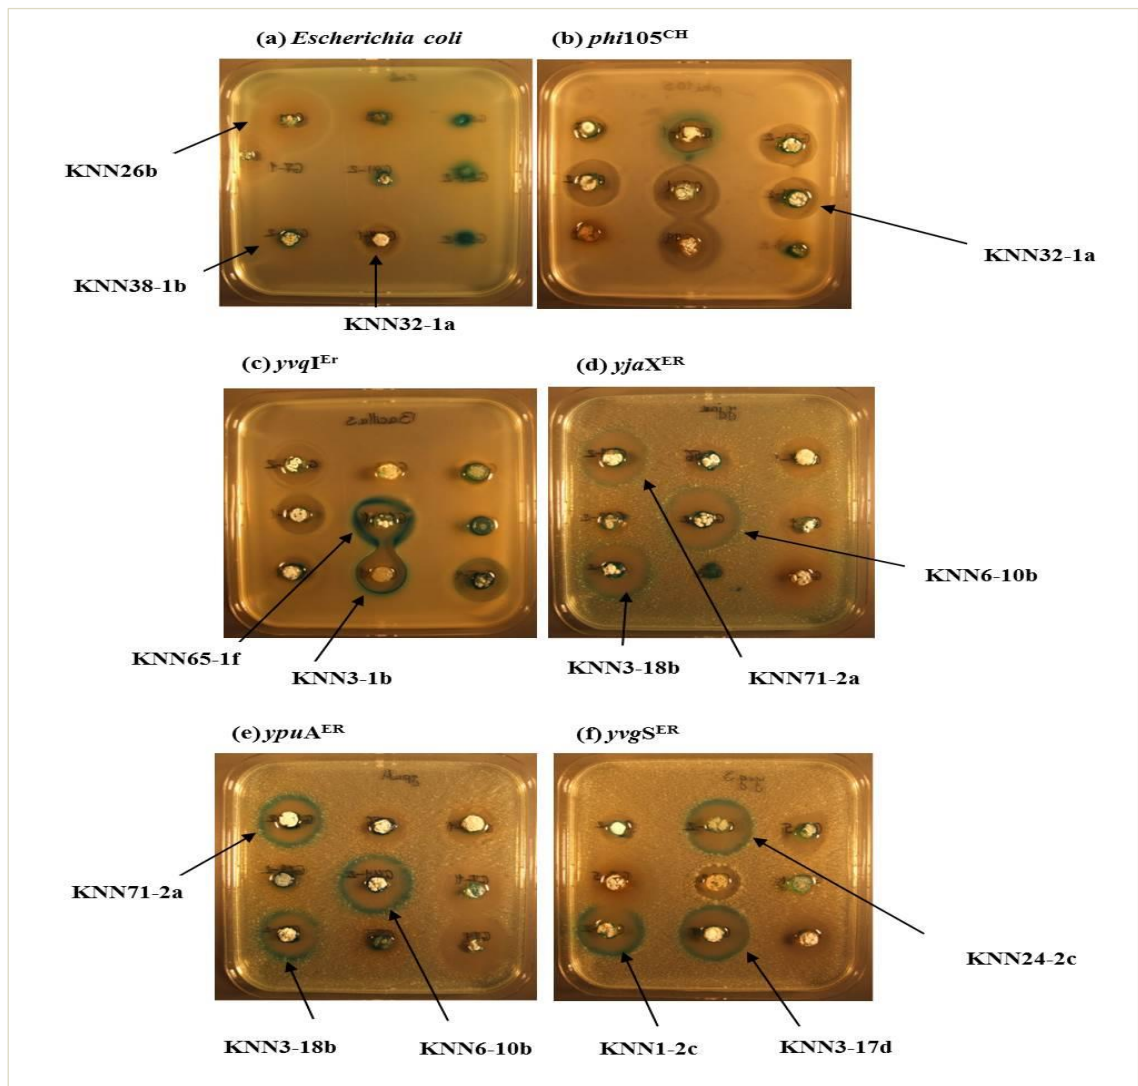 (a) Escherichia coli
(b) phi105CH
KNN26b
KNN38-1b
KNN32-1a
KNN32-1a
(c) yvqIEr
(d) yjaXER
KNN65-1f
KNN3-1b
KNN6-10b
KNN3-18b
KNN71-2a
(e) ypuAER
(f) yvgSER
KNN71-2a
KNN3-18b
KNN6-10b
KNN24-2c
KNN1-2c
KNN3-17d